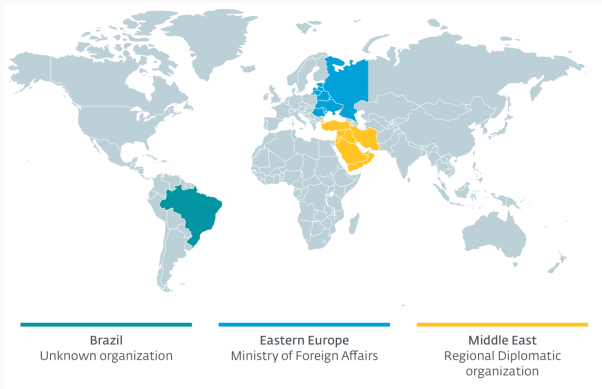 Brazil
Unknown organization
Eastern Europe
Ministry of Foreign Affairs
Middle East
Regional Diplomatic
organization